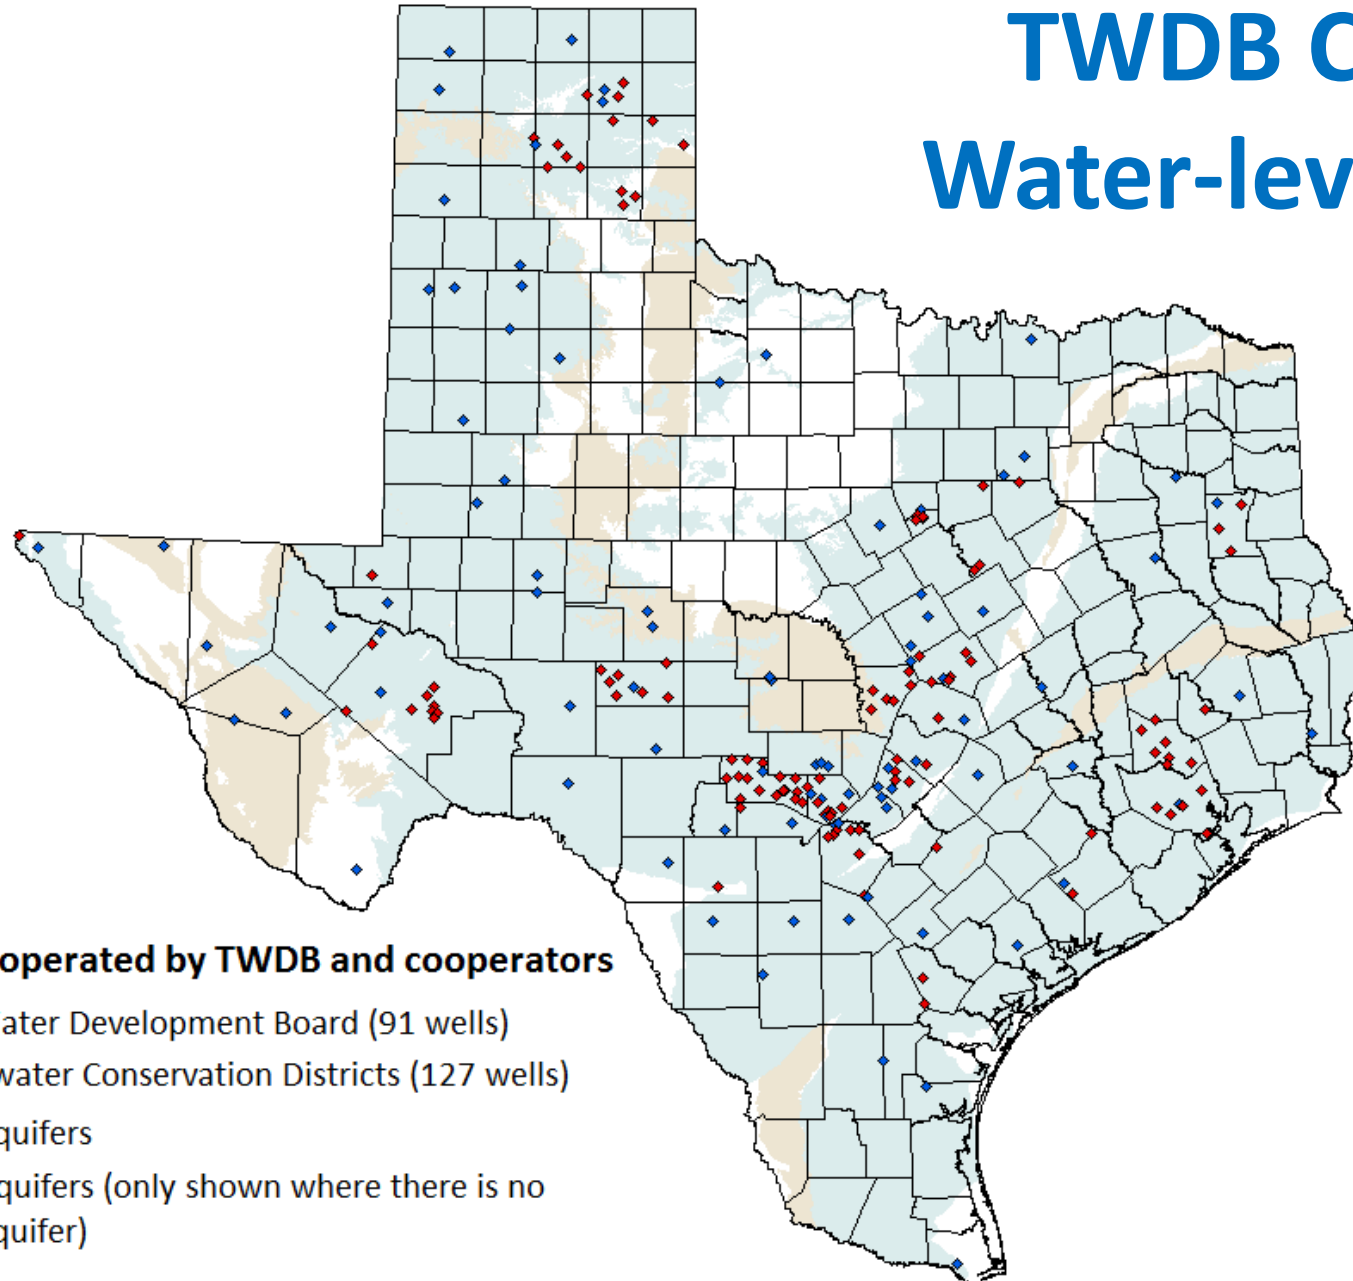 TWDB C
Water-lev
operated by TWDB and cooperators
ater Development Board (91 wells)
water Conservation Districts (127 wells)
quifers
quifers (only shown where there is no
quifer)